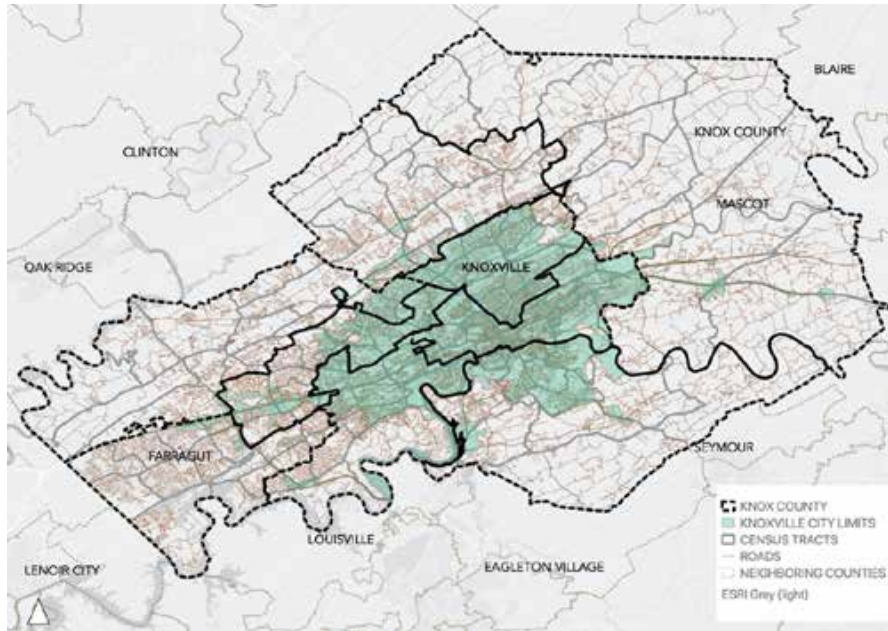 BLAIRE
KNOX COUNTY
CLINTON
MASCOT
OAK RIDGE
KNOXVILLE
FARRAGUT
SEYMOUR
LOUISVILLE
LENOIR CITY
EAGLETON VILLAGE
KNOX COUNTY
KNOXVILLE CITY LIMITS
CENSUS TRACTS
ROADS
NEIGHBORING COUNTIES
ESRI Grey (light)